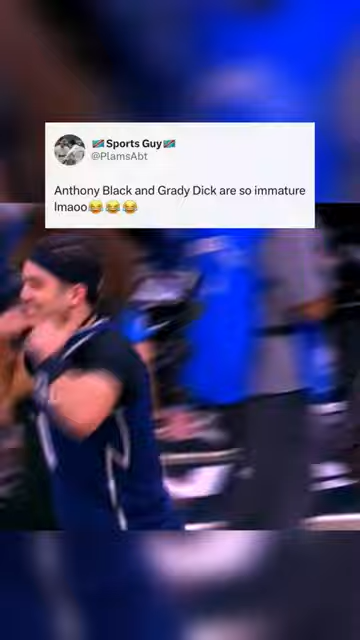 🇨🇩Sports Guy🇨🇩
@PlamsAbt
Anthony Black and Grady Dick are so immature
lmaoo😂😂😂